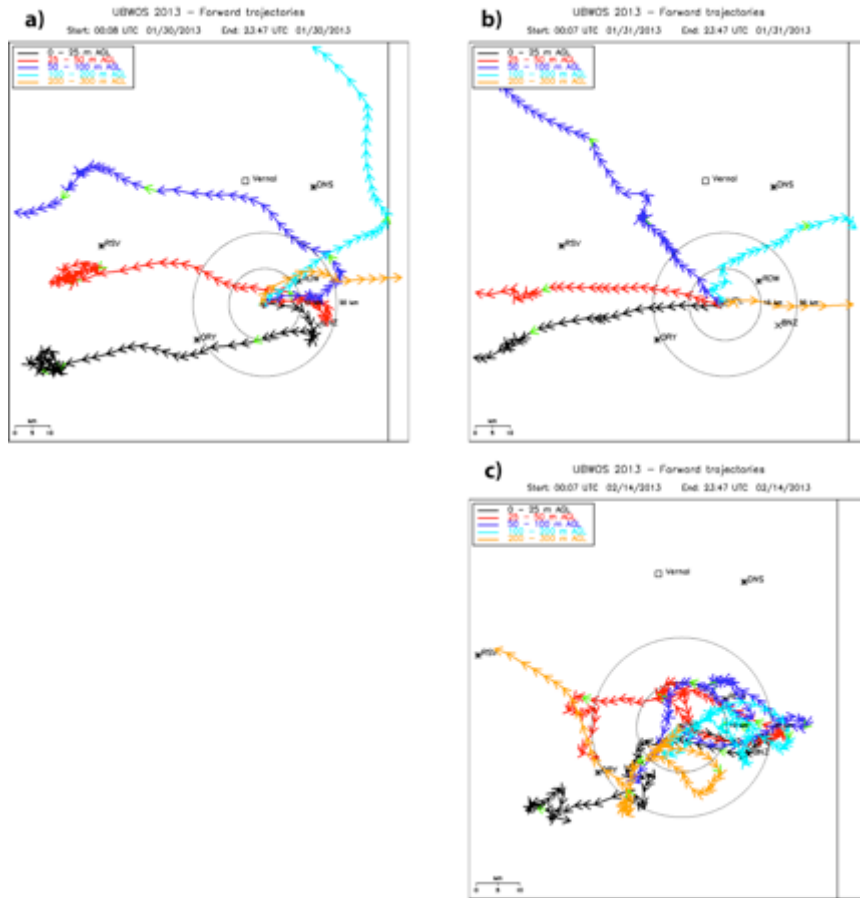 a)
UBWOS 2013 – Forward trajectories
Start: 00:08 UTC 01/30/2013 End: 23:47 UTC 01/30/2013
0 – 25 m AGL
25 – 50 m AGL
50 – 100 m AGL
100 – 200 m AGL
200 – 300 m AGL
Vernal
DNS
RSV
ORY
km
0 5 10
b)
UBWOS 2013 – Forward trajectories
Start: 00:07 UTC 01/31/2013 End: 23:47 UTC 01/31/2013
0 – 25 m AGL
25 – 50 m AGL
50 – 100 m AGL
100 – 200 m AGL
200 – 300 m AGL
Vernal
DNS
RSV
ORY
BNZ
km
0 5 10
c)
UBWOS 2013 – Forward trajectories
Start: 00:07 UTC 02/14/2013 End: 23:47 UTC 02/14/2013
0 – 25 m AGL
25 – 50 m AGL
50 – 100 m AGL
100 – 200 m AGL
200 – 300 m AGL
Vernal
DNS
RSV
BNZ
km
0 5 10